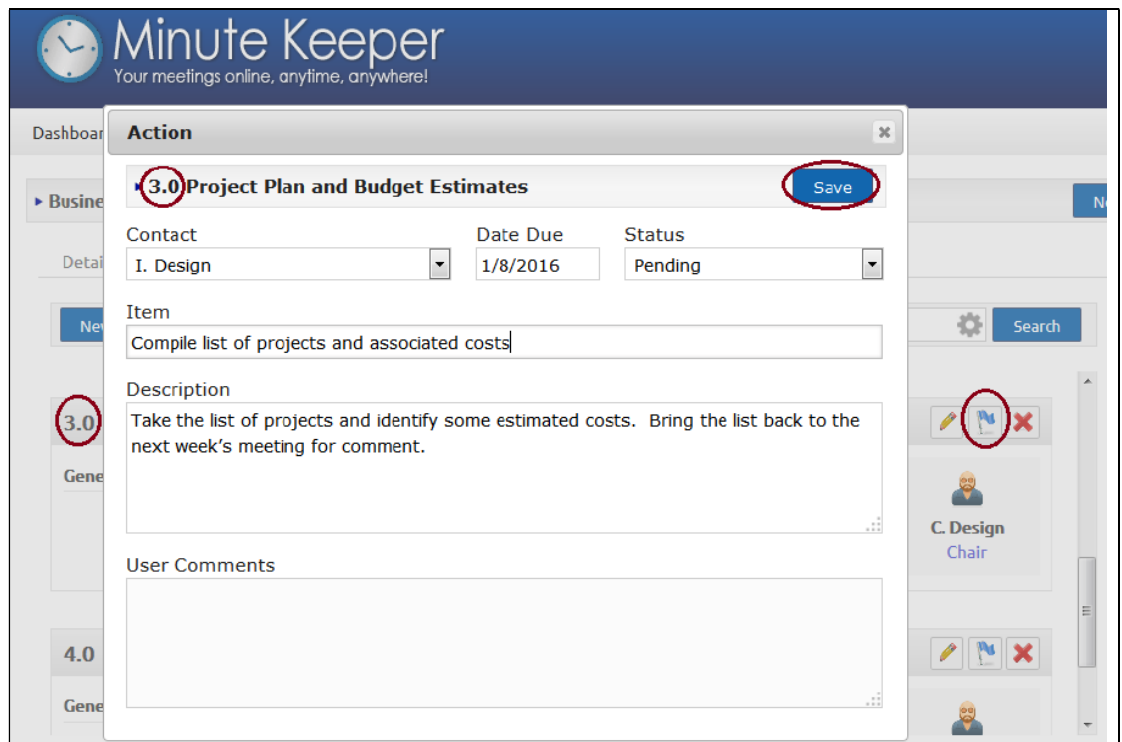 Minute Keeper
Your meetings online, anytime, anywhere!
Dashboar
Action
Busine
3.0 Project Plan and Budget Estimates
Save
N
Contact
Date Due
Status
Detai
I. Design
1/8/2016
Pending
Item
Ne
Compile list of projects and associated costs
Search
Description
3.0
Take the list of projects and identify some estimated costs. Bring the list back to the
next week's meeting for comment.
Gene
C. Design
Chair
User Comments
4.0
Gene